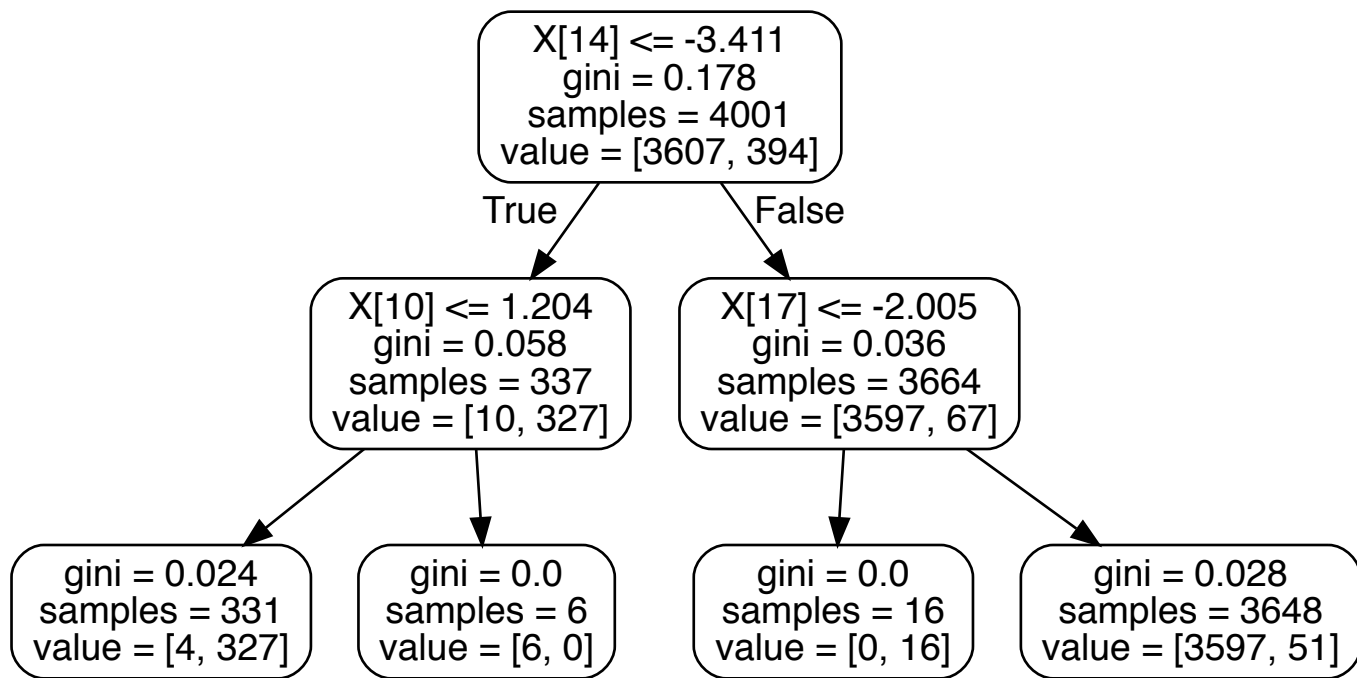 X[14] <= -3.411
gini = 0.178
samples = 4001
value = [3607, 394]
True
False
X[10] <= 1.204
gini = 0.058
samples = 337
value = [10, 327]
X[17] <= -2.005
gini = 0.036
samples = 3664
value = [3597, 67]
gini = 0.024
samples = 331
value = [4, 327]
gini = 0.0
samples = 6
value = [6, 0]
gini = 0.0
samples = 16
value = [0, 16]
gini = 0.028
samples = 3648
value = [3597, 51]